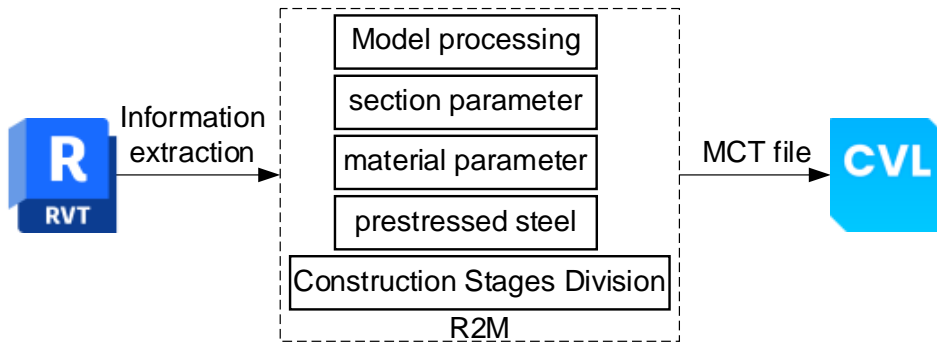 Model processing
section parameter
material parameter
prestressed steel
Construction Stages Division
R2M
Information
extraction
R
RVT
MCT file
CVL